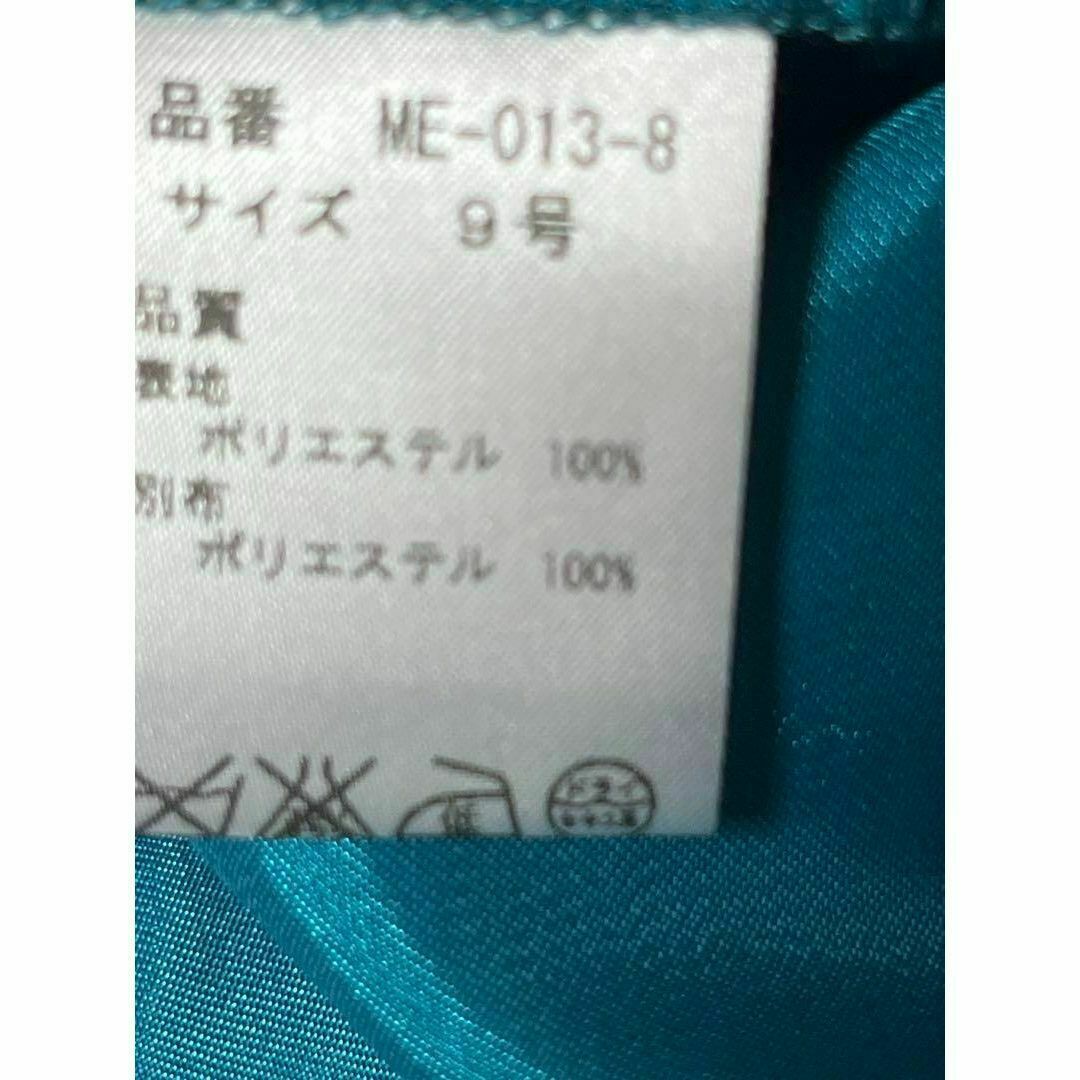 品番 ME-013-8
サイズ 9号
品質
表地
ポリエステル 100%
別布
ポリエステル 100%
低 ドライ